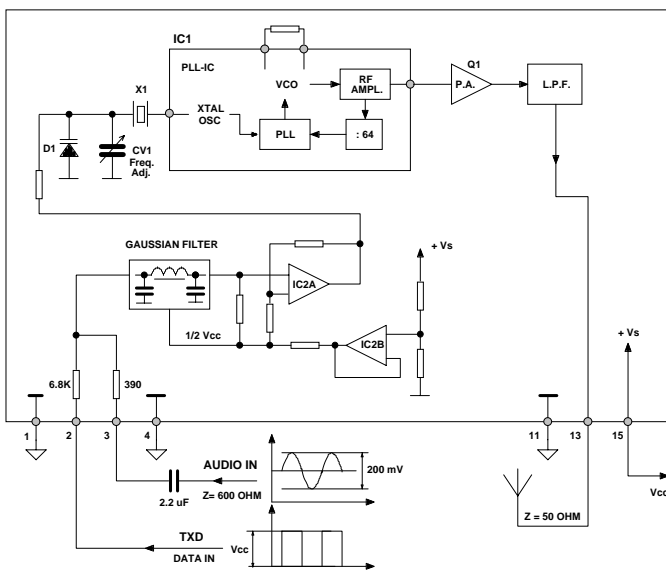 IC1
Q1
PLL-IC
P.A.
L.P.F.
VCO
RF
AMPL.
X1
XTAL
OSC
PLL
: 64
D1
CV1
Freq.
Adj.
GAUSSIAN FILTER
+ Vs
IC2A
1/2 Vcc
IC2B
+ Vs
6.8K
390
1
2
3
4
11
13
15
AUDIO IN
Z= 600 OHM
200 mV
2.2 uF
Vcc
Z = 50 OHM
TXD
DATA IN
Vcc